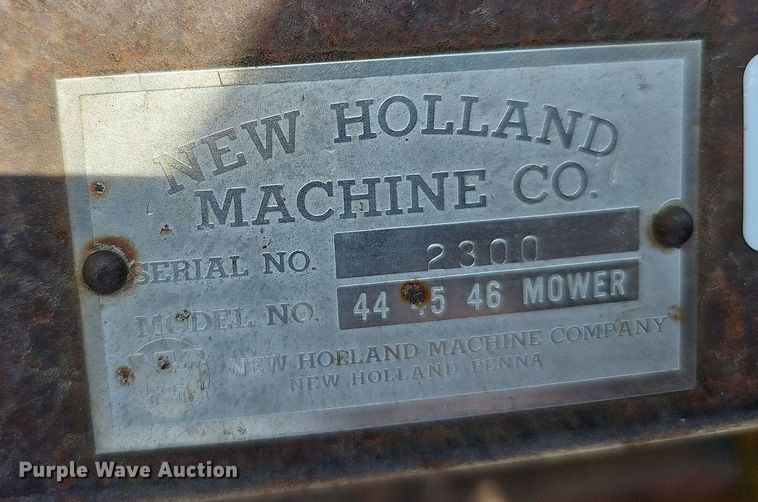 NEW HOLLAND
MACHINE CO.
SERIAL NO. 2300
MODEL NO. 44 45 46 MOWER
NEW HOLLAND MACHINE COMPANY
NEW HOLLAND PENNA
Purple Wave Auction